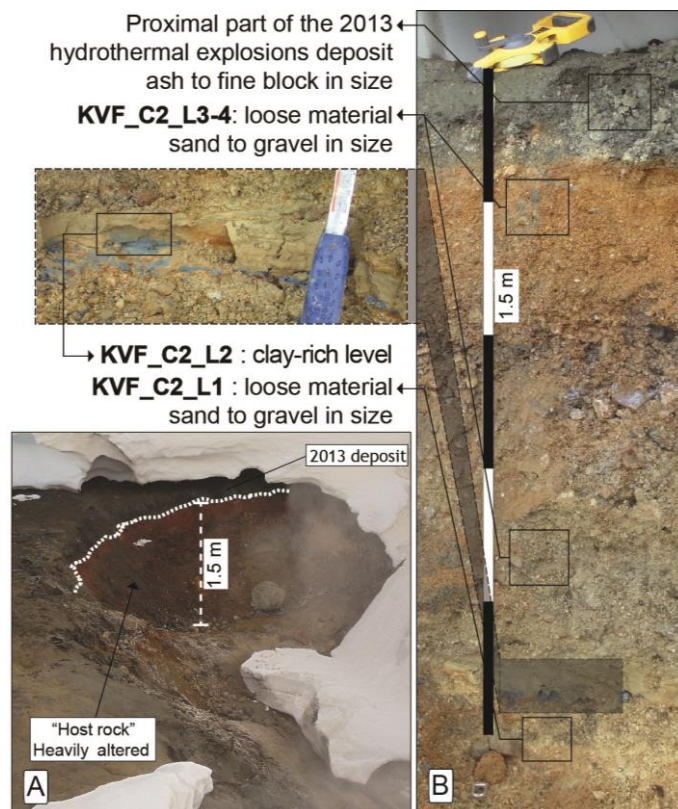 Proximal part of the 2013
hydrothermal explosions deposit
ash to fine block in size
KVF_C2_L3-4: loose material
sand to gravel in size
KVF_C2_L2 : clay-rich level
KVF_C2_L1 : loose material
sand to gravel in size
2013 deposit
1.5 m
"Host rock"
Heavily altered
A
1.5 m
B